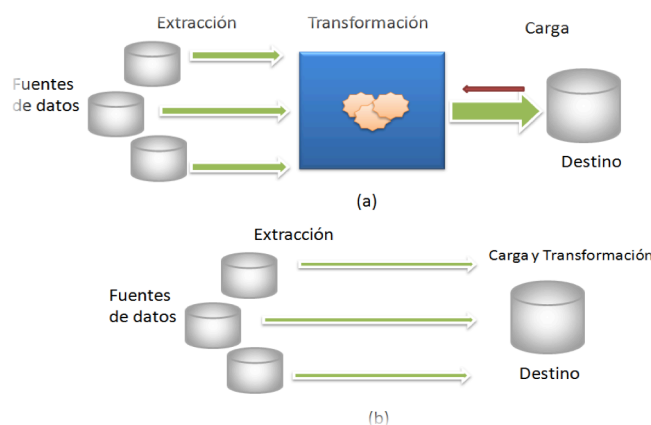 Extracción
Transformación
Carga
Fuentes
de datos
Destino
(a)
Extracción
Carga y Transformación
Fuentes
de datos
Destino
(b)